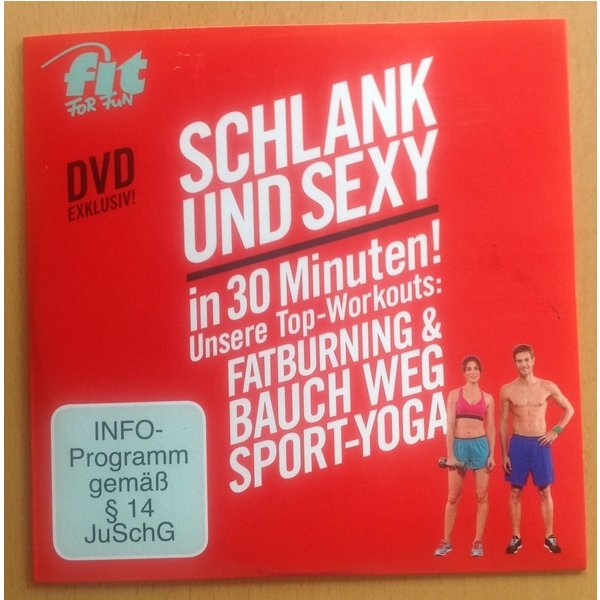 fit
FOR FUN
DVD
EXKLUSIV!
SCHLANK
UND SEXY
in 30 Minuten!
Unsere Top-Workouts:
FATBURNING &
BAUCH WEG
SPORT-YOGA
INFO-
Programm
gemäß
§ 14
JuSchG